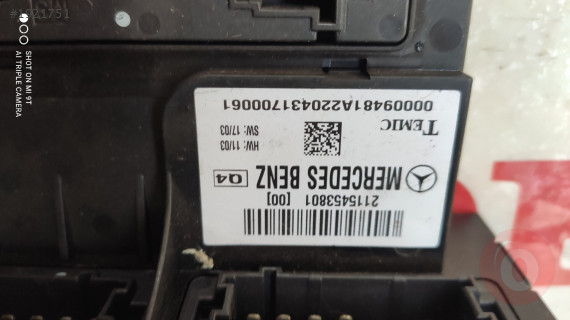 #1021751
SHOT ON MI 9T
AI TRIPLE CAMERA
2115453801 [00]
MERCEDES BENZ Q4
HW: 11/03
SW: 17/03
TEMIC
00009481A220431700061